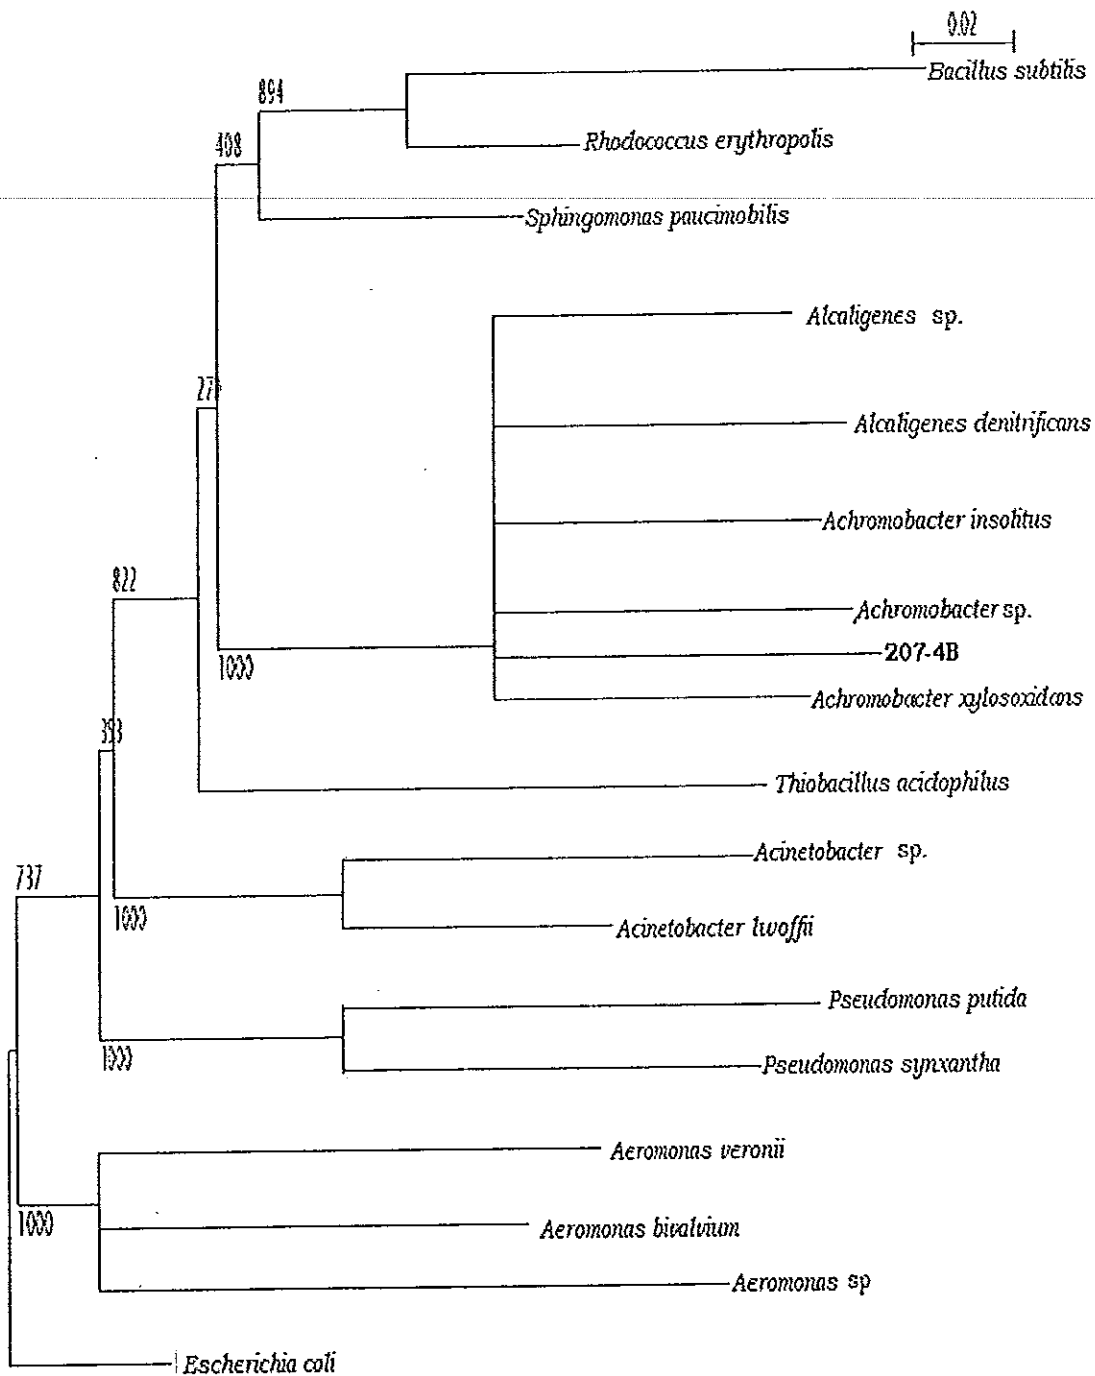 0.02
Bacillus subtilis
894
408
Rhodococcus erythropolis
Sphingomonas paucimobilis
Alcaligenes sp.
Alcaligenes denitrificans
Achromobacter insolitus
822
Achromobacter sp.
207-4B
1000
Achromobacter xylosoxidans
Thiobacillus acidophilus
Acinetobacter sp.
737
1000
Acinetobacter lwoffii
Pseudomonas putida
1000
Pseudomonas synxantha
Aeromonas veronii
1000
Aeromonas bivalvium
Aeromonas sp
Escherichia coli